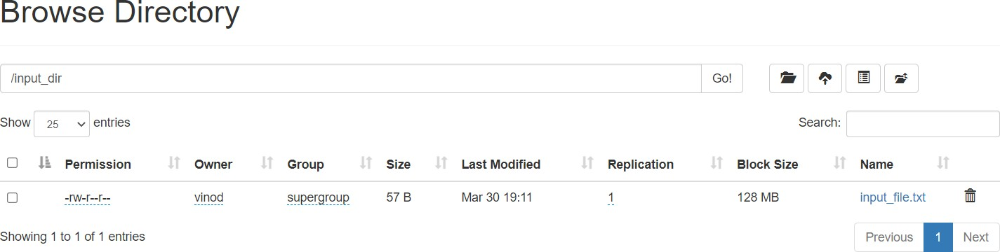 Browse Directory
/input_dir Go!
Show 25 entries Search:
Permission Owner Group Size Last Modified Replication Block Size Name
-rw-r--r-- vinod supergroup 57 B Mar 30 19:11 1 128 MB input_file.txt
Showing 1 to 1 of 1 entries Previous 1 Next